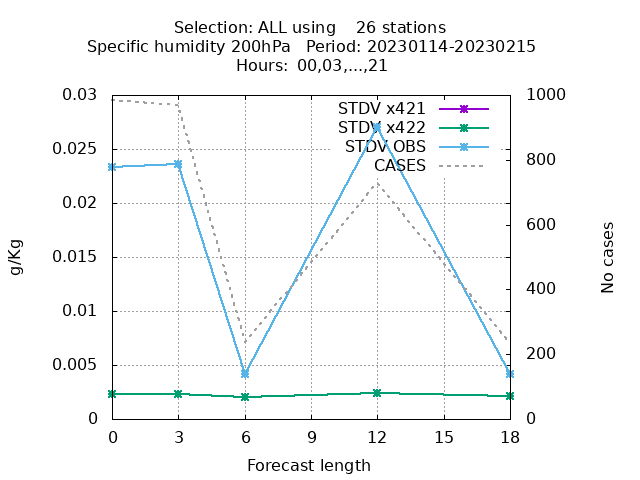 Selection: ALL using    26 stations
Specific humidity 200hPa   Period: 20230114-20230215
Hours: 00,03,...,21
STDV x421
STDV x422
STDV OBS
CASES
0.03
0.025
0.02
0.015
0.01
0.005
0
1000
800
600
400
200
0
g/Kg
No cases
0 3 6 9 12 15 18
Forecast length